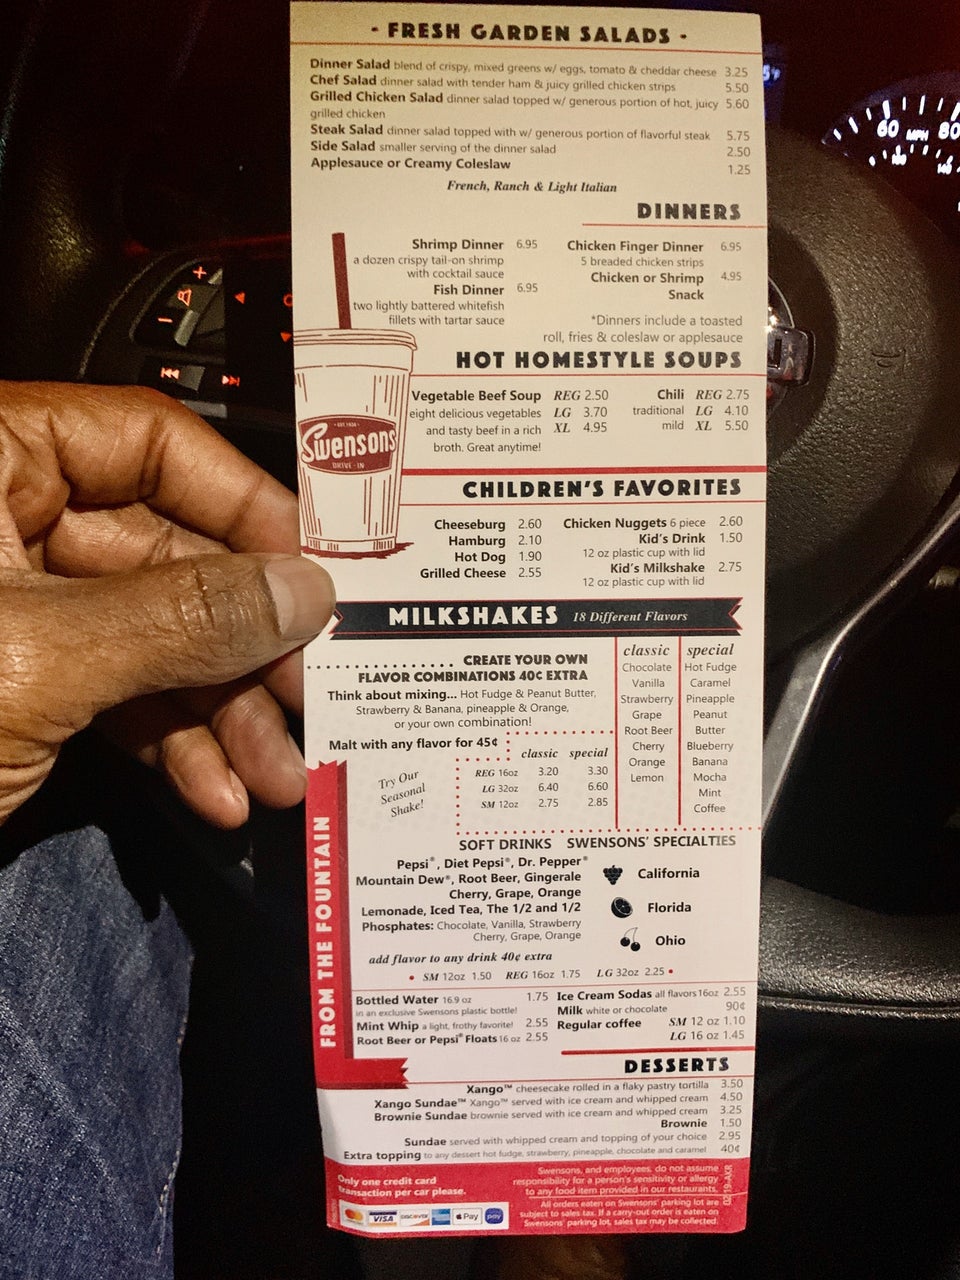 - FRESH GARDEN SALADS -
Dinner Salad blend of crispy, mixed greens w/ eggs, tomato & cheddar cheese 3.25
Chef Salad dinner salad with tender ham & juicy grilled chicken strips 5.50
Grilled Chicken Salad dinner salad topped w/ generous portion of hot, juicy 5.60
grilled chicken
Steak Salad dinner salad topped with w/ generous portion of flavorful steak 5.75
Side Salad smaller serving of the dinner salad 2.50
Applesauce or Creamy Coleslaw 1.25
French, Ranch & Light Italian
DINNERS
Shrimp Dinner 6.95
a dozen crispy tail-on shrimp
with cocktail sauce
Fish Dinner 6.95
two lightly battered whitefish
fillets with tartar sauce
Chicken Finger Dinner 6.95
5 breaded chicken strips
Chicken or Shrimp 4.95
Snack
*Dinners include a toasted
roll, fries & coleslaw or applesauce
HOT HOMESTYLE SOUPS
Vegetable Beef Soup REG 2.50
eight delicious vegetables LG 3.70
and tasty beef in a rich XL 4.95
broth. Great anytime!
Chili REG 2.75
traditional LG 4.10
mild XL 5.50
EST 1934
Swensons
DRIVE-IN
CHILDREN'S FAVORITES
Cheeseburg 2.60
Hamburg 2.10
Hot Dog 1.90
Grilled Cheese 2.55
Chicken Nuggets 6 piece 2.60
Kid's Drink 1.50
12 oz plastic cup with lid
Kid's Milkshake 2.75
12 oz plastic cup with lid
MILKSHAKES 18 Different Flavors
CREATE YOUR OWN
FLAVOR COMBINATIONS 40¢ EXTRA
Think about mixing... Hot Fudge & Peanut Butter,
Strawberry & Banana, pineapple & Orange,
or your own combination!
Malt with any flavor for 45¢
Try Our
Seasonal
Shake!
classic special
REG 16oz 3.20 3.30
LG 32oz 6.40 6.60
SM 12oz 2.75 2.85
classic
Chocolate
Vanilla
Strawberry
Grape
Root Beer
Cherry
Orange
Lemon
special
Hot Fudge
Caramel
Pineapple
Peanut
Butter
Blueberry
Banana
Mocha
Mint
Coffee
FROM THE FOUNTAIN
SOFT DRINKS
Pepsi®, Diet Pepsi®, Dr. Pepper®
Mountain Dew®, Root Beer, Gingerale
Cherry, Grape, Orange
Lemonade, Iced Tea, The 1/2 and 1/2
Phosphates: Chocolate, Vanilla, Strawberry
Cherry, Grape, Orange
SWENSONS' SPECIALTIES
California
Florida
Ohio
add flavor to any drink 40¢ extra
• SM 12oz 1.50 REG 16oz 1.75 LG 32oz 2.25 •
Bottled Water 16.9 oz 1.75
in an exclusive Swensons plastic bottle!
Mint Whip a light, frothy favorite! 2.55
Root Beer or Pepsi® Floats 16 oz 2.55
Ice Cream Sodas all flavors 16oz 2.55
Milk white or chocolate 90¢
Regular coffee SM 12 oz 1.10
LG 16 oz 1.45
DESSERTS
Xango™ cheesecake rolled in a flaky pastry tortilla 3.50
Xango Sundae™ Xango™ served with ice cream and whipped cream 4.50
Brownie Sundae brownie served with ice cream and whipped cream 3.25
Brownie 1.50
Sundae served with whipped cream and topping of your choice 2.95
Extra topping to any dessert hot fudge, strawberry, pineapple, chocolate and caramel 40¢
Only one credit card
transaction per car please.
VISA DISCOVER Pay pay
Swensons, and employees, do not assume
responsibility for a person's sensitivity or allergy
to any food item provided in our restaurants.
All orders eaten on Swensons' parking lot are
subject to sales tax. If a carry-out order is eaten on
Swensons' parking lot, sales tax may be collected.
02.19-AKR
60 MPH 80